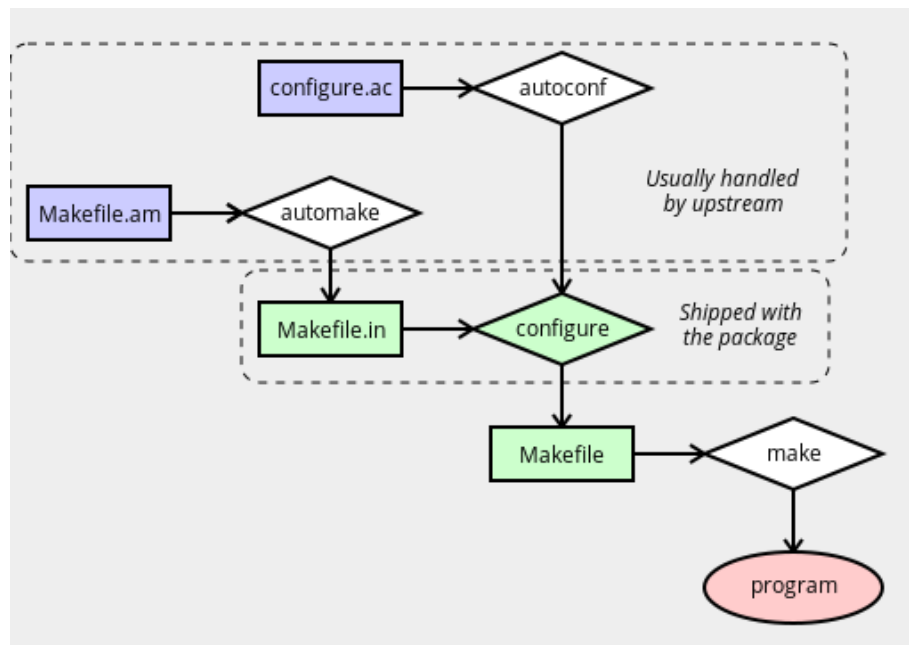 configure.ac
autoconf
Usually handled
by upstream
Makefile.am
automake
Makefile.in
configure
Shipped with
the package
Makefile
make
program